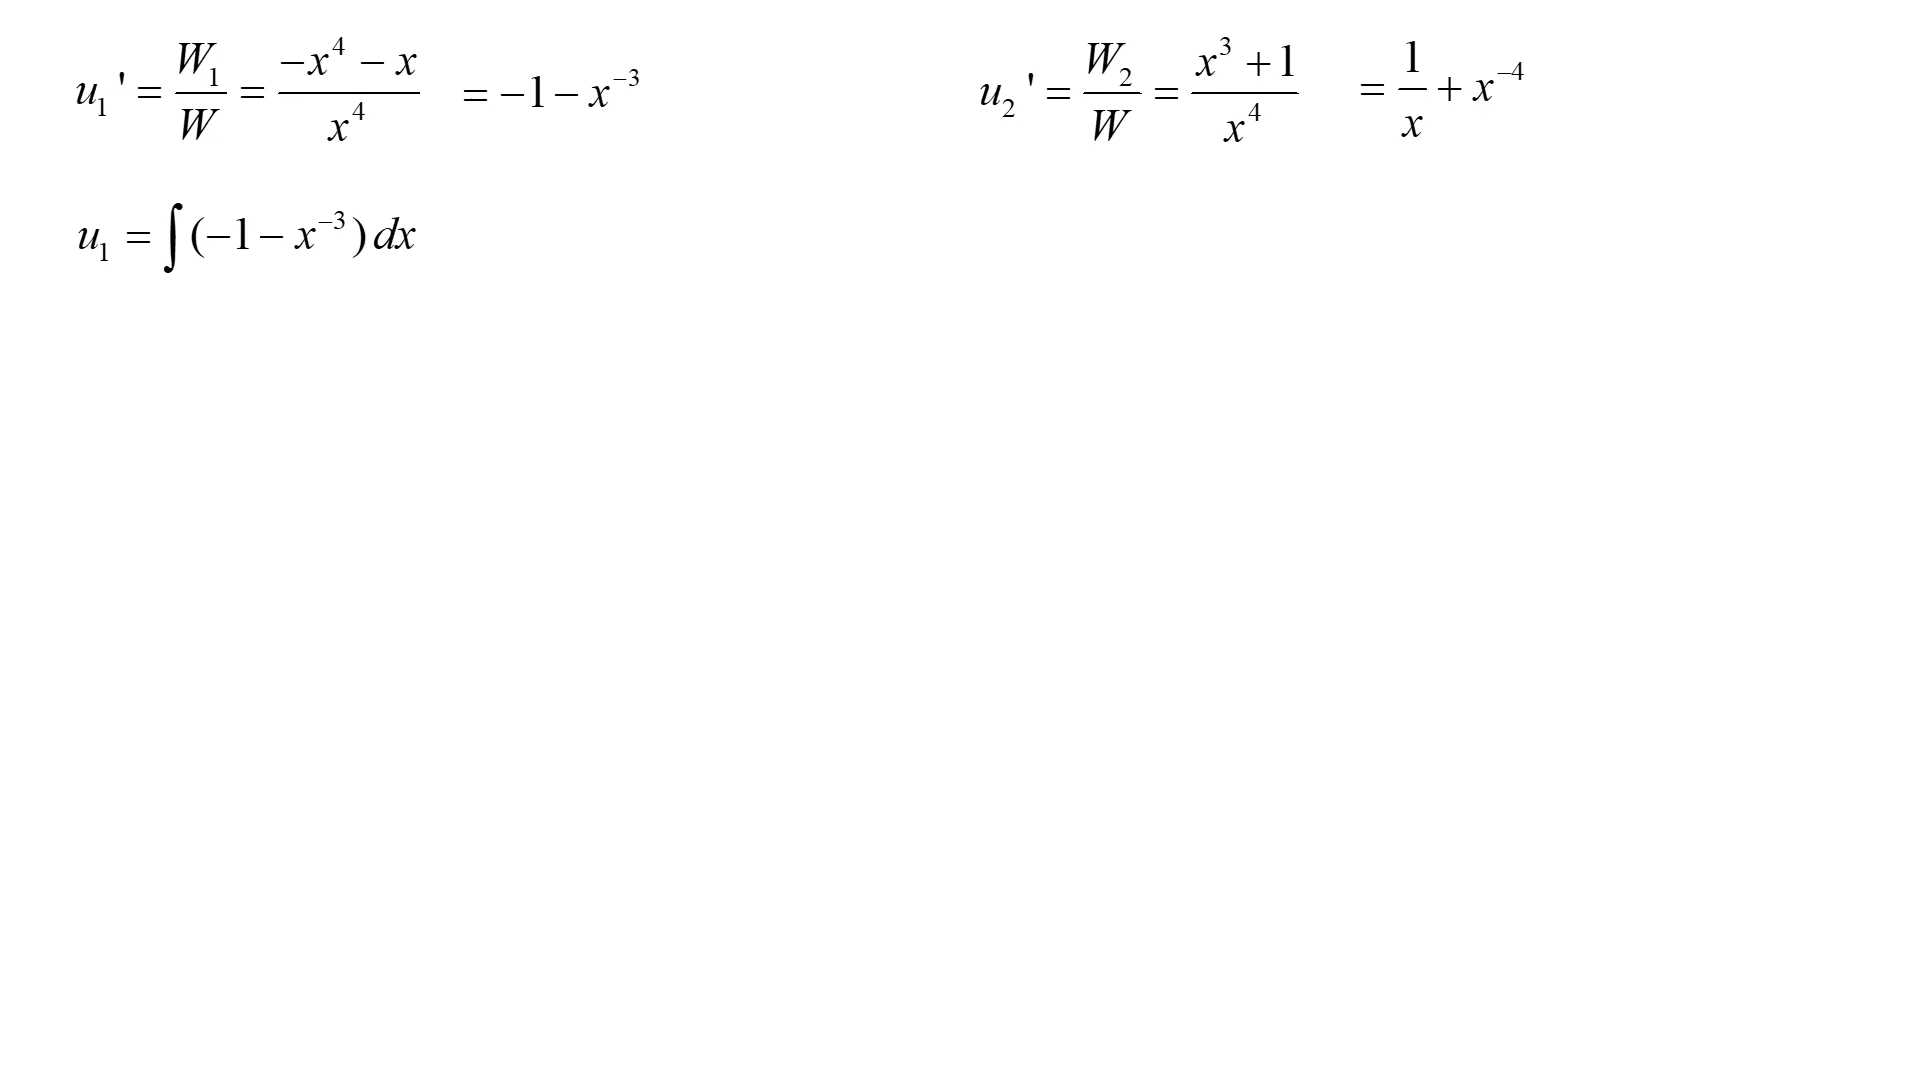 u₁' = W₁/W = (−x⁴ − x)/x⁴ = −1 − x⁻³
u₂' = W₂/W = (x³ + 1)/x⁴ = 1/x + x⁻⁴
u₁ = ∫(−1 − x⁻³) dx